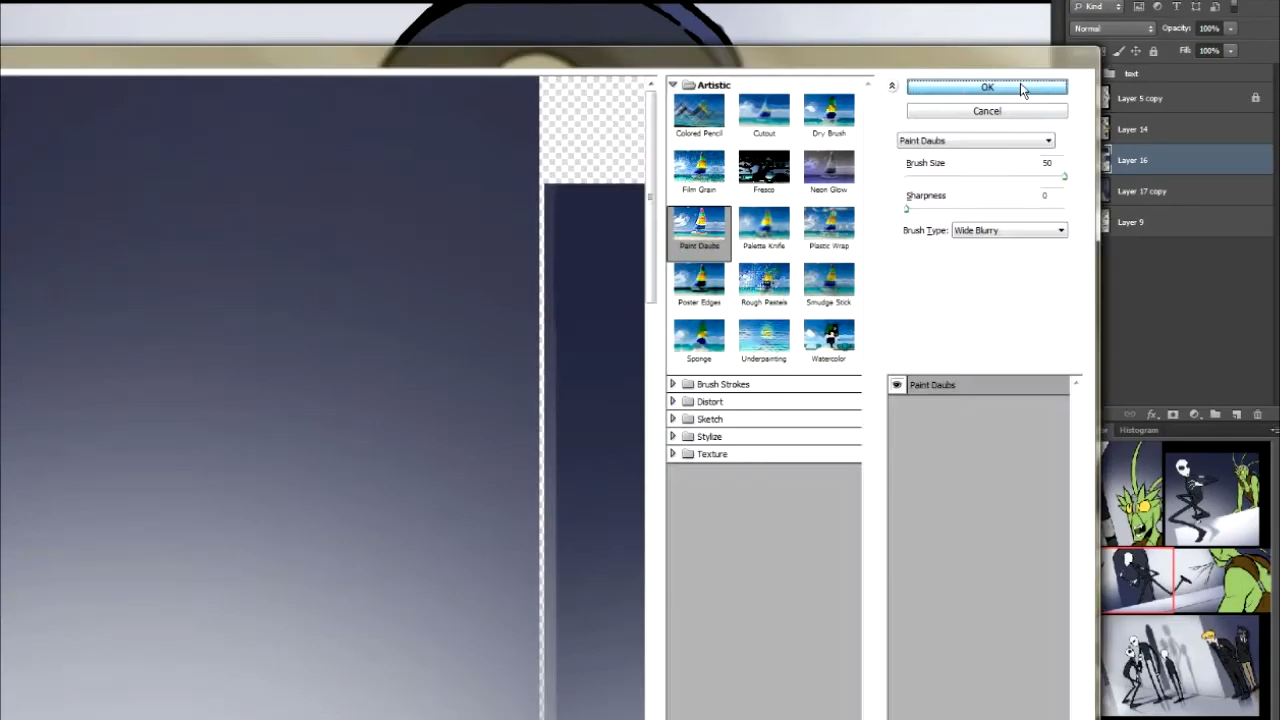 Kind
Normal
Opacity: 100%
Fill: 100%
text
Layer 5 copy
Layer 14
Layer 16
Layer 17 copy
Layer 9
Histogram
Artistic
Colored Pencil
Cutout
Dry Brush
Film Grain
Fresco
Neon Glow
Paint Daubs
Palette Knife
Plastic Wrap
Poster Edges
Rough Pastels
Smudge Stick
Sponge
Underpainting
Watercolor
Brush Strokes
Distort
Sketch
Stylize
Texture
OK
Cancel
Paint Daubs
Brush Size 50
Sharpness 0
Brush Type: Wide Blurry
Paint Daubs